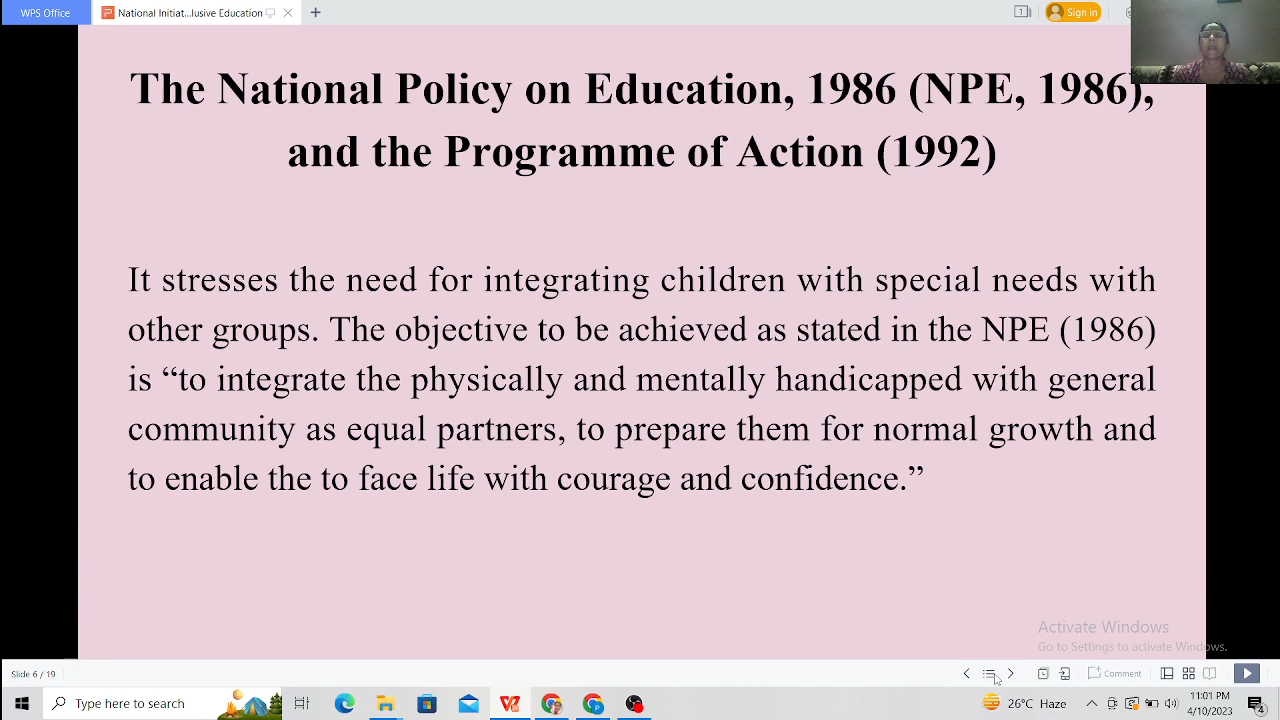 WPS Office
National Initiat...lusive Education
1
Sign in
The National Policy on Education, 1986 (NPE, 1986),
and the Programme of Action (1992)
It stresses the need for integrating children with special needs with
other groups. The objective to be achieved as stated in the NPE (1986)
is “to integrate the physically and mentally handicapped with general
community as equal partners, to prepare them for normal growth and
to enable the to face life with courage and confidence.”
Activate Windows
Go to Settings to activate Windows.
Slide 6 / 19
Comment
Type here to search
26°C Haze
11:01 PM
4/10/2023
4